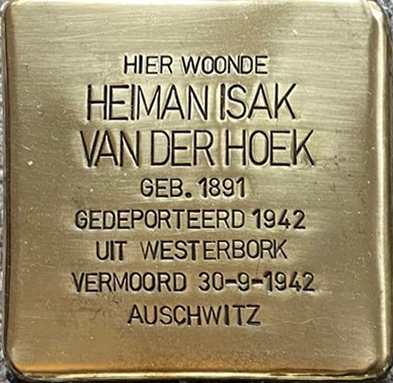 HIER WOONDE
HEIMAN ISAK
VAN DER HOEK
GEB. 1891
GEDEPORTEERD 1942
UIT WESTERBORK
VERMOORD 30-9-1942
AUSCHWITZ